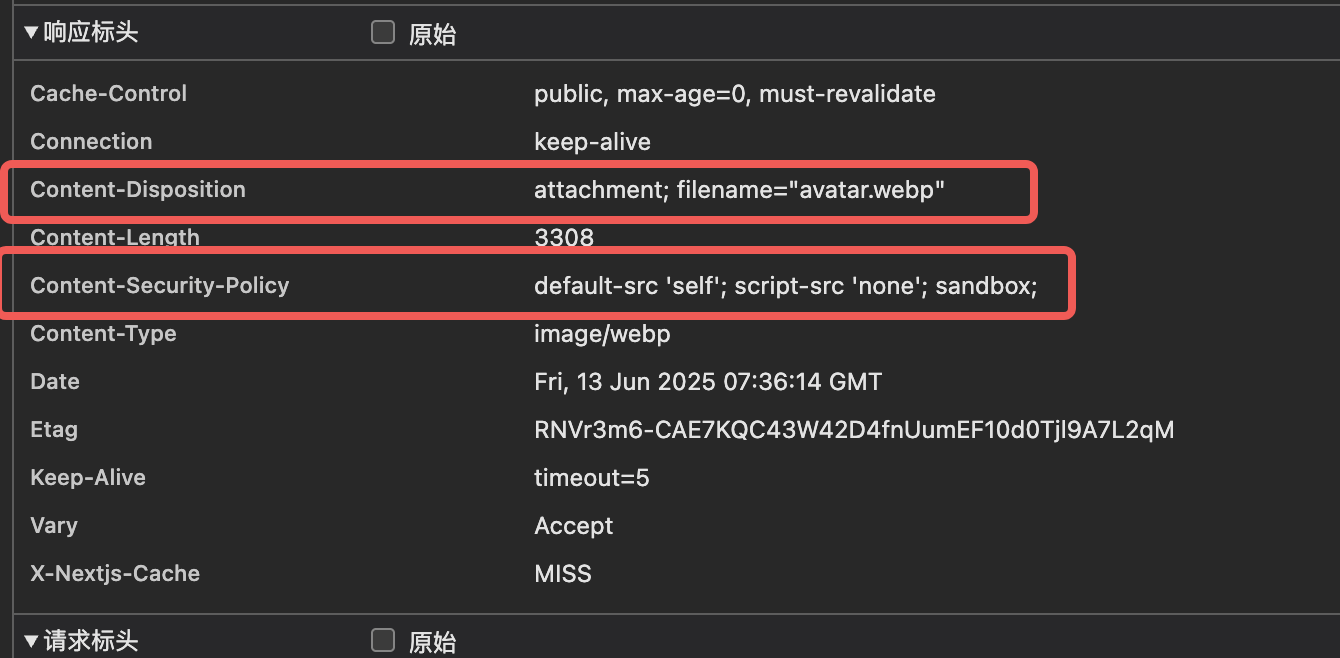 ▼响应标头 原始
Cache-Control public, max-age=0, must-revalidate
Connection keep-alive
Content-Disposition attachment; filename="avatar.webp"
Content-Length 3308
Content-Security-Policy default-src 'self'; script-src 'none'; sandbox;
Content-Type image/webp
Date Fri, 13 Jun 2025 07:36:14 GMT
Etag RNVr3m6-CAE7KQC43W42D4fnUumEF10d0Tjl9A7L2qM
Keep-Alive timeout=5
Vary Accept
X-Nextjs-Cache MISS
▼请求标头 原始